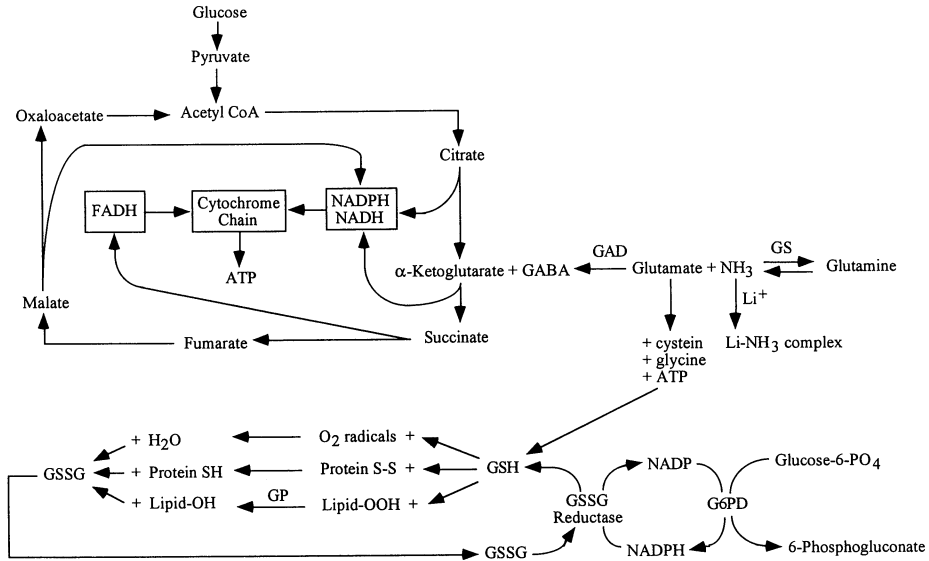 Glucose
Pyruvate
Oxaloacetate
Acetyl CoA
Citrate
FADH
Cytochrome
Chain
NADPH
NADH
ATP
α-Ketoglutarate + GABA
GAD
Glutamate + NH3
GS
Glutamine
Li+
Malate
Fumarate
Succinate
+ cystein
+ glycine
+ ATP
Li-NH3 complex
+ H2O
O2 radicals +
GSSG
+ Protein SH
Protein S-S +
GSH
+ Lipid-OH
GP
Lipid-OOH +
GSSG
Reductase
NADP
Glucose-6-PO4
G6PD
GSSG
NADPH
6-Phosphogluconate